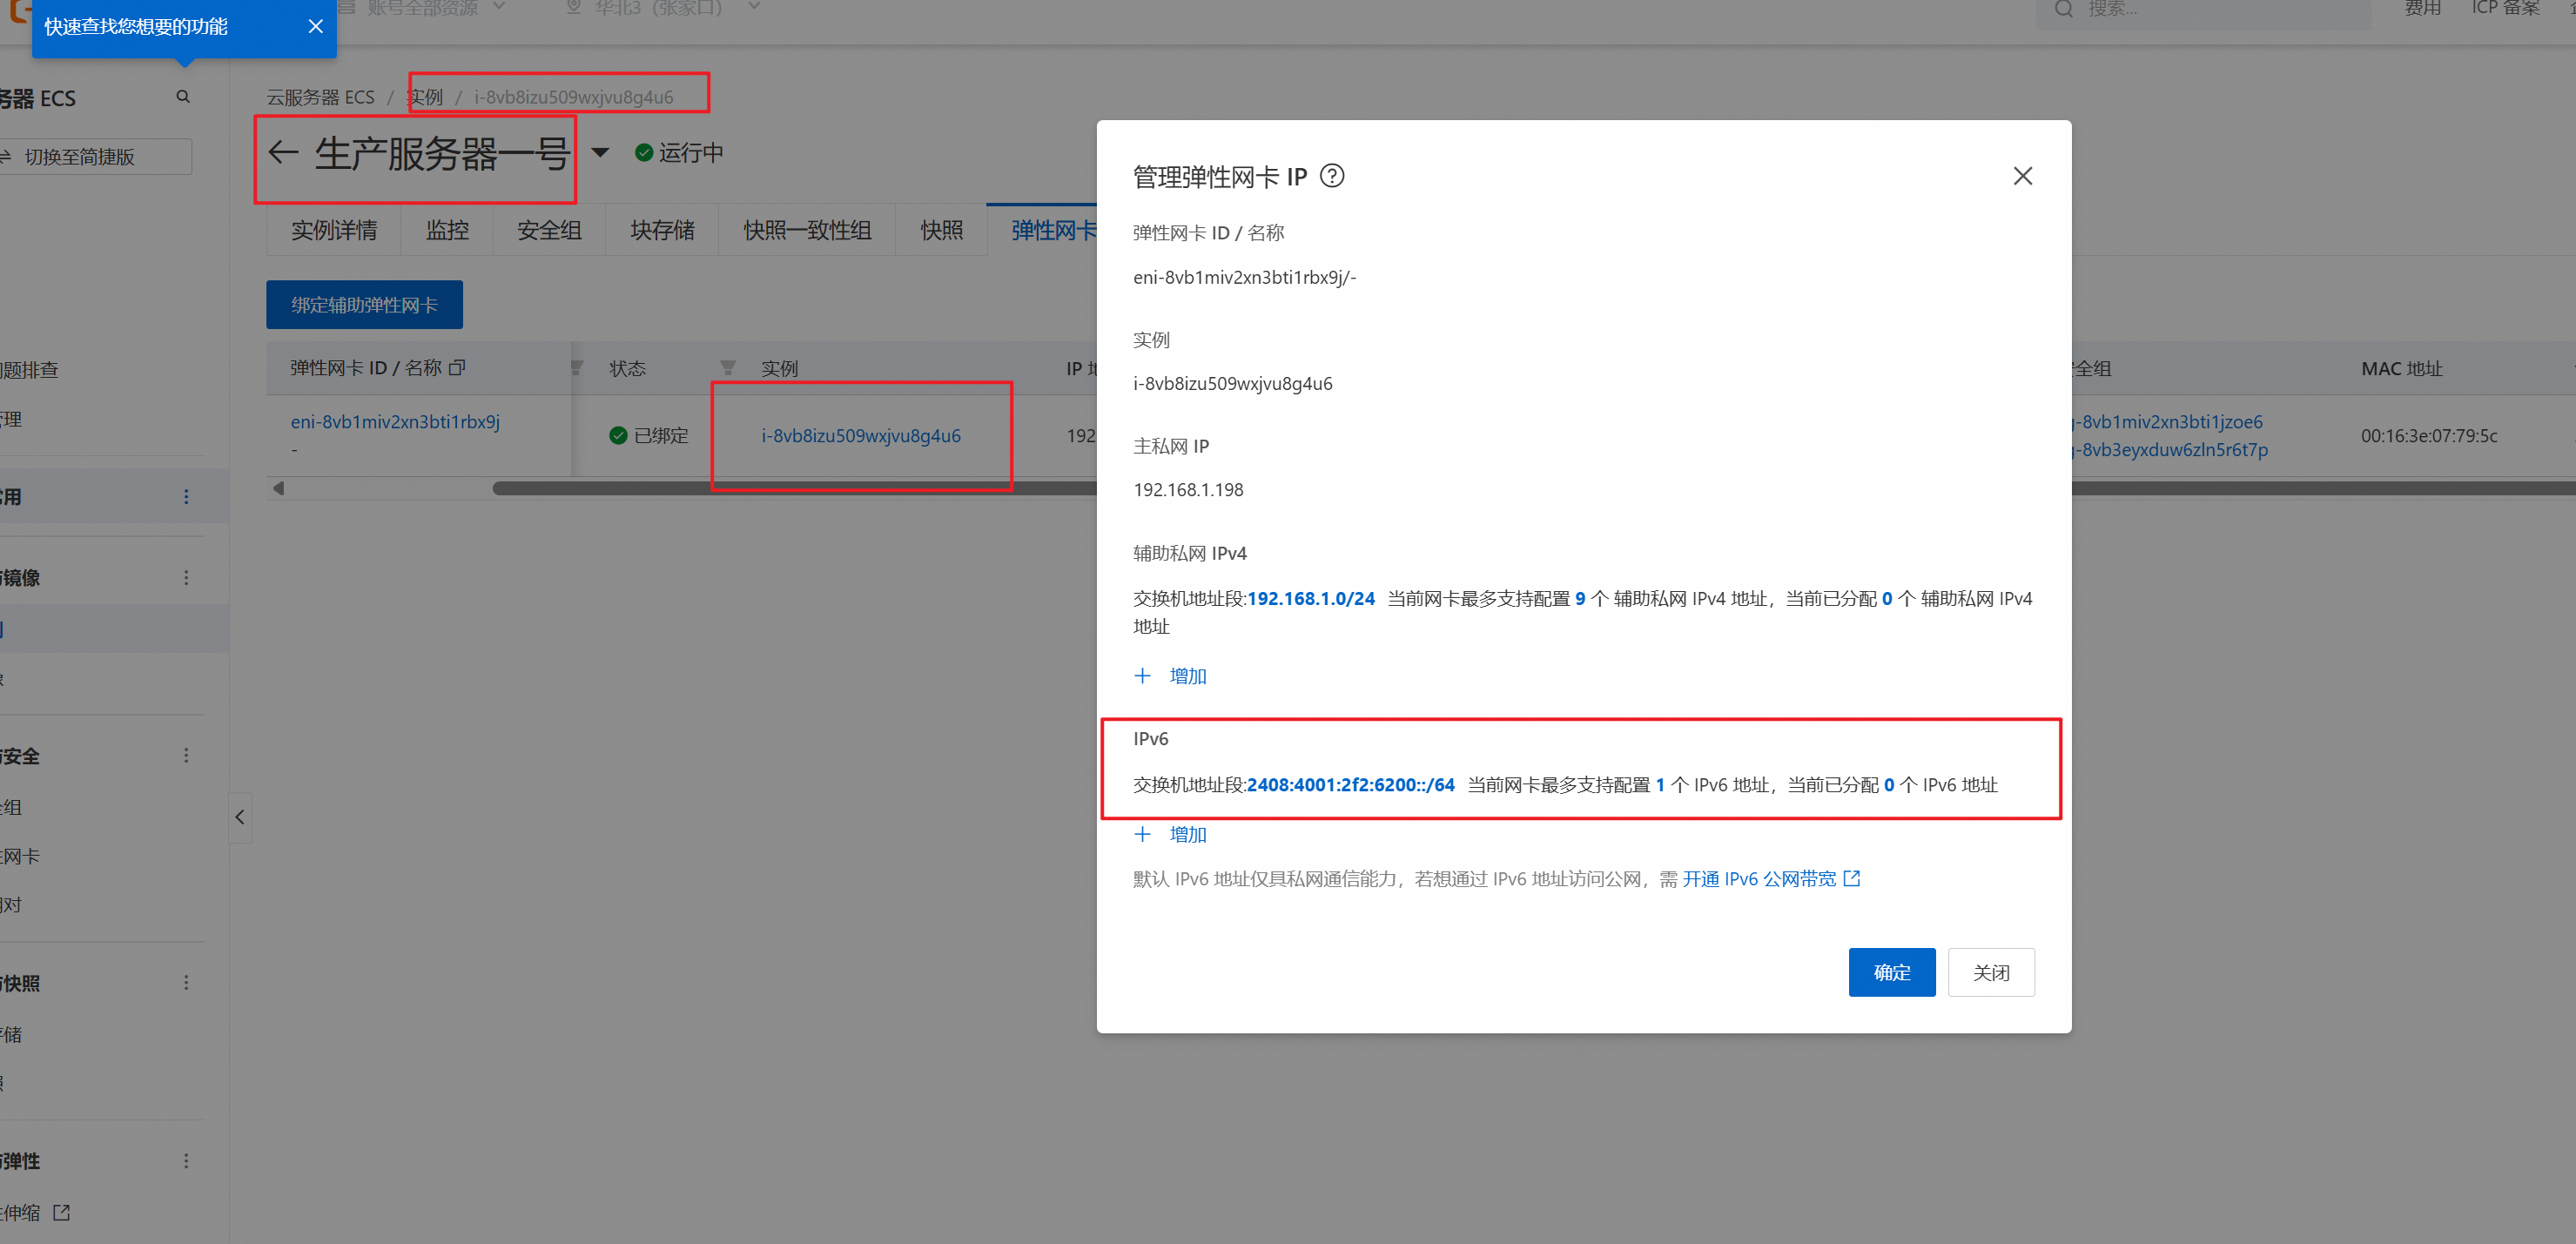 快速查找您想要的功能
账号全部资源
华北3（张家口）
搜索...
费用
ICP 备案
务器 ECS
切换至简捷版
问题排查
管理
常用
与镜像
与安全
全组
性网卡
相对
与快照
存储
与弹性
性伸缩
云服务器 ECS / 实例 / i-8vb8izu509wxjvu8g4u6
生产服务器一号
运行中
实例详情 监控 安全组 块存储 快照一致性组 快照 弹性网卡
绑定辅助弹性网卡
弹性网卡 ID / 名称 状态 实例 IP 地
全组 MAC 地址
eni-8vb1miv2xn3bti1rbx9j
-
已绑定
i-8vb8izu509wxjvu8g4u6
192
-8vb1miv2xn3bti1jzoe6
-8vb3eyxduw6zln5r6t7p
00:16:3e:07:79:5c
管理弹性网卡 IP
弹性网卡 ID / 名称
eni-8vb1miv2xn3bti1rbx9j/-
实例
i-8vb8izu509wxjvu8g4u6
主私网 IP
192.168.1.198
辅助私网 IPv4
交换机地址段:192.168.1.0/24 当前网卡最多支持配置 9 个 辅助私网 IPv4 地址，当前已分配 0 个 辅助私网 IPv4
地址
增加
IPv6
交换机地址段:2408:4001:2f2:6200::/64 当前网卡最多支持配置 1 个 IPv6 地址，当前已分配 0 个 IPv6 地址
增加
默认 IPv6 地址仅具私网通信能力，若想通过 IPv6 地址访问公网，需 开通 IPv6 公网带宽
确定
关闭